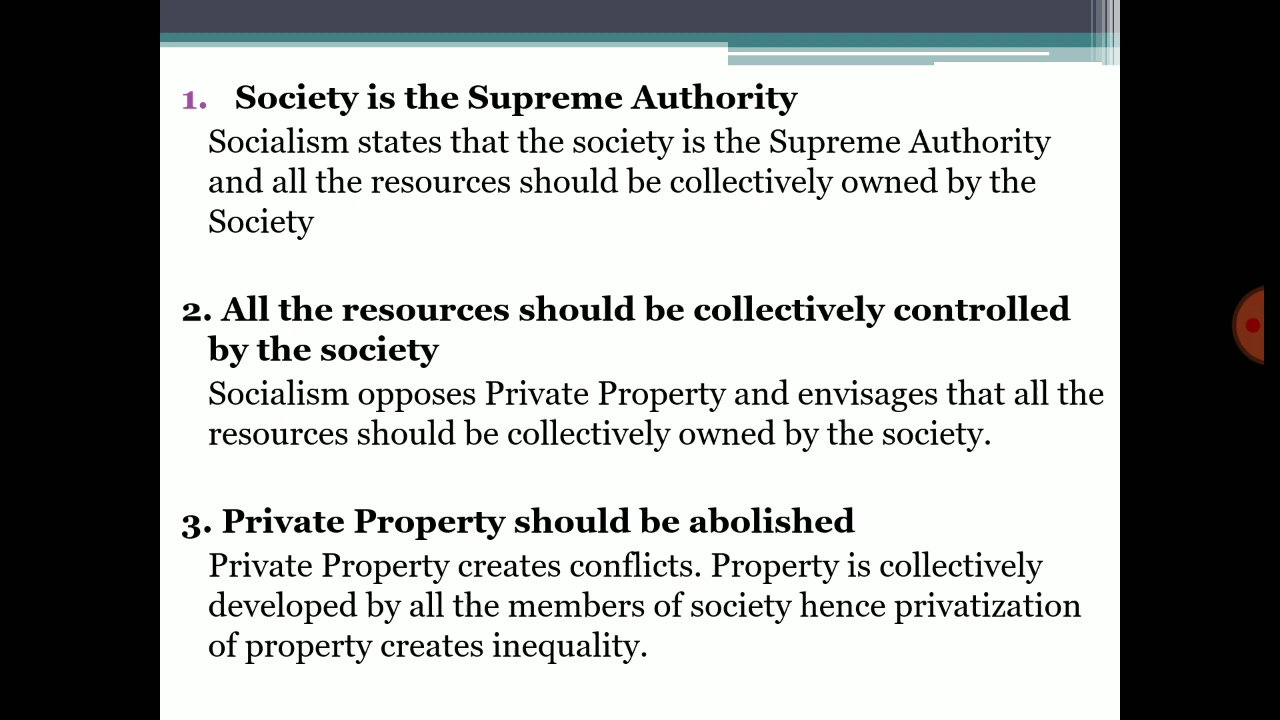 1. Society is the Supreme Authority
Socialism states that the society is the Supreme Authority
and all the resources should be collectively owned by the
Society
2. All the resources should be collectively controlled
by the society
Socialism opposes Private Property and envisages that all the
resources should be collectively owned by the society.
3. Private Property should be abolished
Private Property creates conflicts. Property is collectively
developed by all the members of society hence privatization
of property creates inequality.